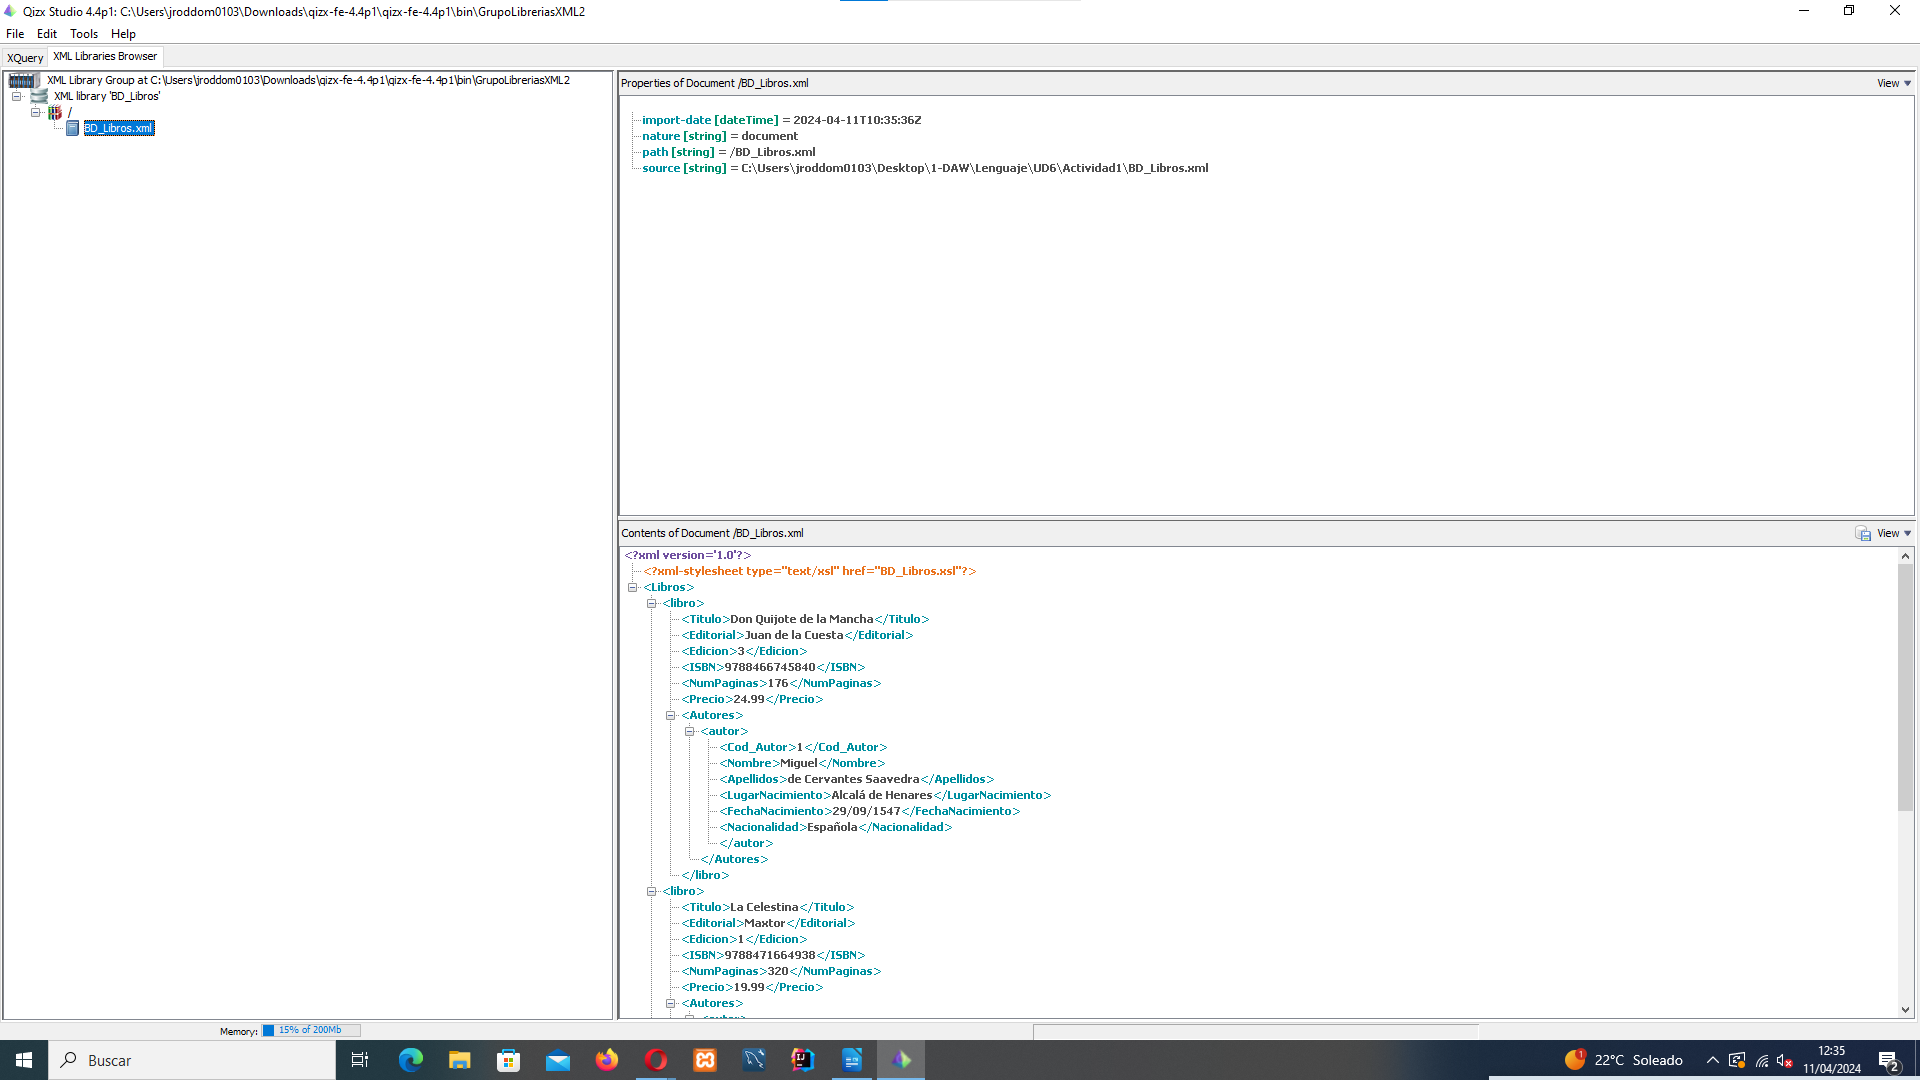 Qizx Studio 4.4p1: C:\Users\jroddom0103\Downloads\qizx-fe-4.4p1\qizx-fe-4.4p1\bin\GrupoLibreriasXML2
File Edit Tools Help
XQuery XML Libraries Browser
XML Library Group at C:\Users\jroddom0103\Downloads\qizx-fe-4.4p1\qizx-fe-4.4p1\bin\GrupoLibreriasXML2
XML library 'BD_Libros'
/
BD_Libros.xml
Properties of Document /BD_Libros.xml View
import-date [dateTime] = 2024-04-11T10:35:36Z
nature [string] = document
path [string] = /BD_Libros.xml
source [string] = C:\Users\jroddom0103\Desktop\1-DAW\Lenguaje\UD6\Actividad1\BD_Libros.xml
Contents of Document /BD_Libros.xml View
<?xml version='1.0'?>
<?xml-stylesheet type="text/xsl" href="BD_Libros.xsl"?>
<Libros>
<libro>
<Titulo>Don Quijote de la Mancha</Titulo>
<Editorial>Juan de la Cuesta</Editorial>
<Edicion>3</Edicion>
<ISBN>9788466745840</ISBN>
<NumPaginas>176</NumPaginas>
<Precio>24.99</Precio>
<Autores>
<autor>
<Cod_Autor>1</Cod_Autor>
<Nombre>Miguel</Nombre>
<Apellidos>de Cervantes Saavedra</Apellidos>
<LugarNacimiento>Alcalá de Henares</LugarNacimiento>
<FechaNacimiento>29/09/1547</FechaNacimiento>
<Nacionalidad>Española</Nacionalidad>
</autor>
</Autores>
</libro>
<libro>
<Titulo>La Celestina</Titulo>
<Editorial>Maxtor</Editorial>
<Edicion>1</Edicion>
<ISBN>9788471664938</ISBN>
<NumPaginas>320</NumPaginas>
<Precio>19.99</Precio>
<Autores>
Memory: 15% of 200Mb
Buscar
1 22°C Soleado
12:35
11/04/2024
2